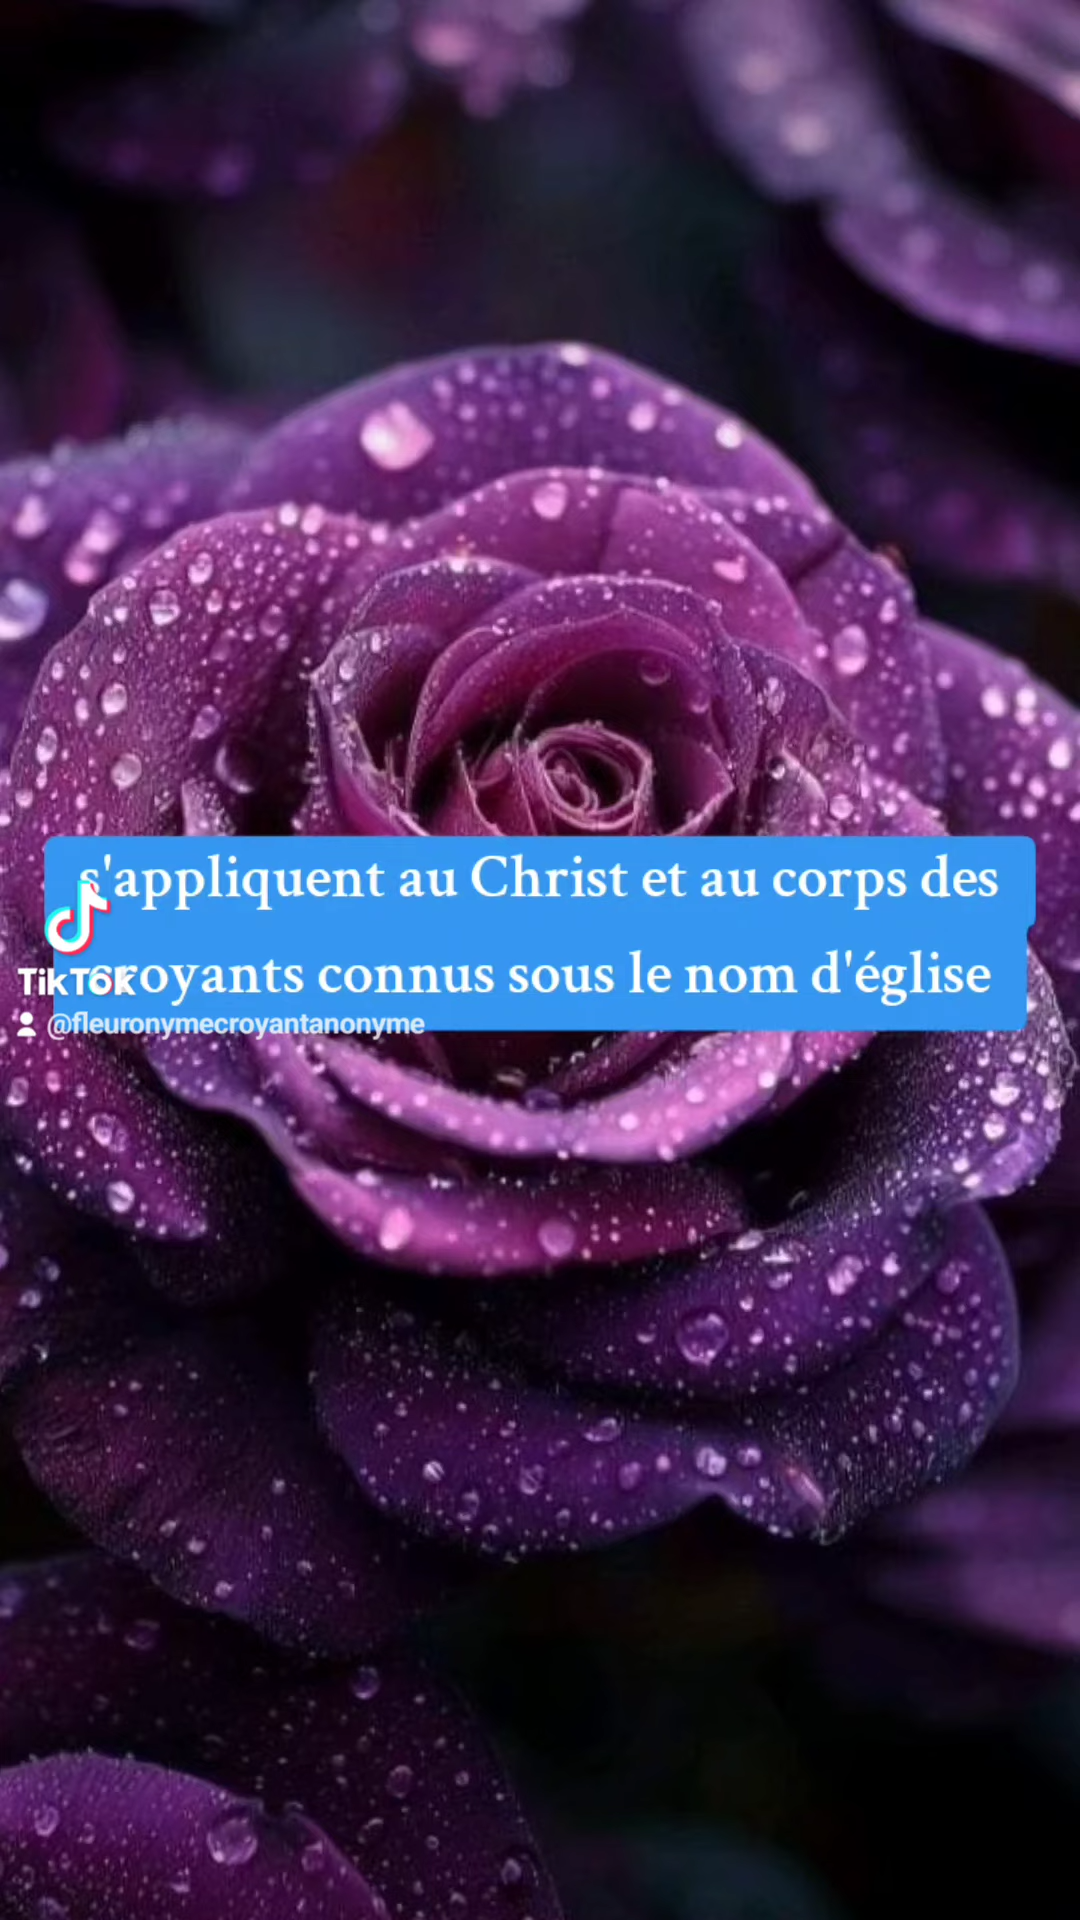 s'appliquent au Christ et au corps des
croyants connus sous le nom d'église
TikTok
@fleuronymecroyantanonyme